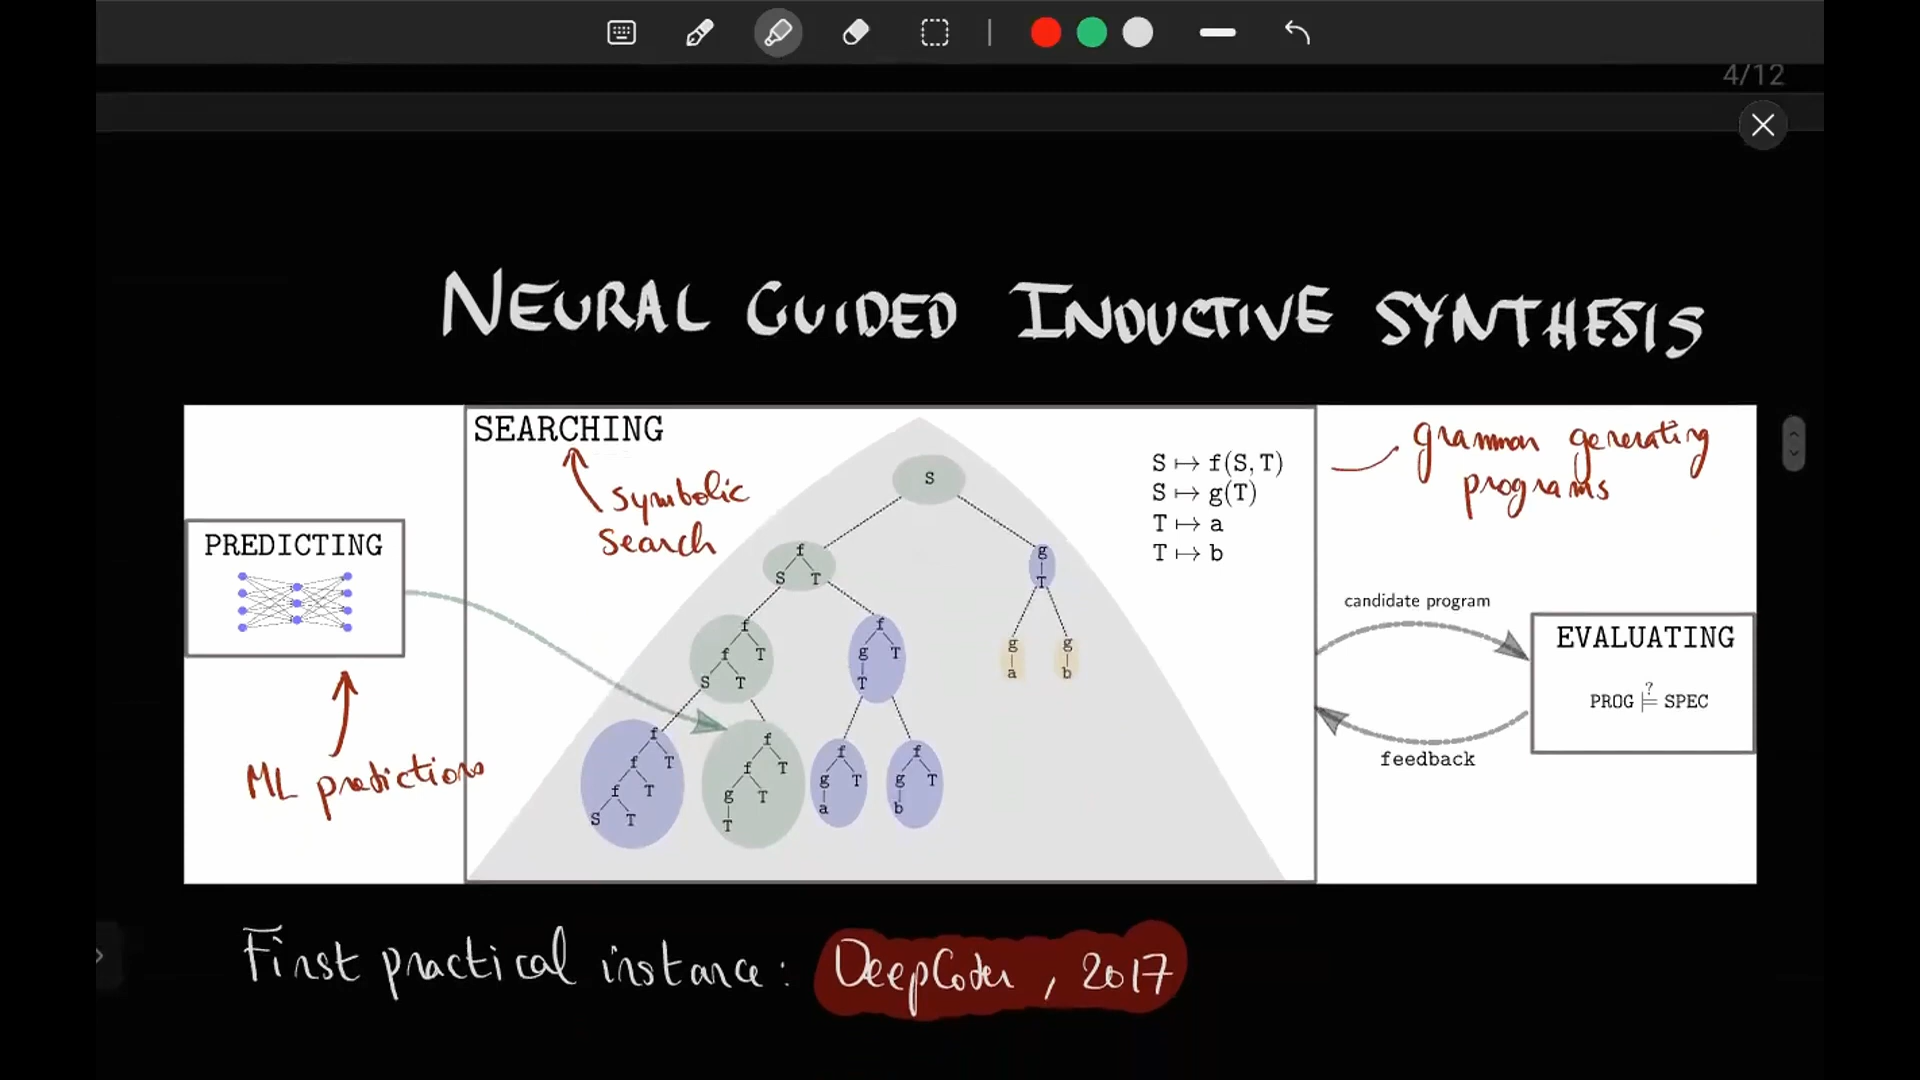 4/12
NEURAL GUIDED INDUCTIVE SYNTHESIS
SEARCHING
symbolic
search
S ↦ f(S,T)
S ↦ g(T)
T ↦ a
T ↦ b
grammar generating
programs
PREDICTING
ML predictions
S
f
S T
g
T
f
f T
S T
f
g T
T
g
a
g
b
f
f T
f T
S T
f
f T
g T
T
f
g T
a
f
g T
b
candidate program
EVALUATING
PROG ⊨? SPEC
feedback
First practical instance: DeepCoder, 2017